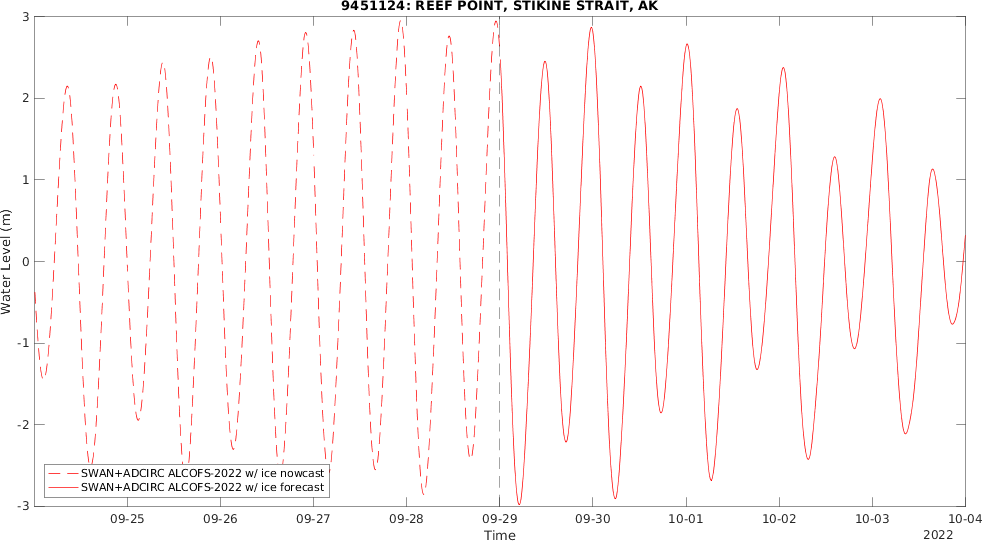 9451124: REEF POINT, STIKINE STRAIT, AK
Water Level (m)
3
2
1
0
-1
-2
-3
SWAN+ADCIRC ALCOFS-2022 w/ ice nowcast
SWAN+ADCIRC ALCOFS-2022 w/ ice forecast
09-25 09-26 09-27 09-28 09-29 09-30 10-01 10-02 10-03 10-04
Time
2022